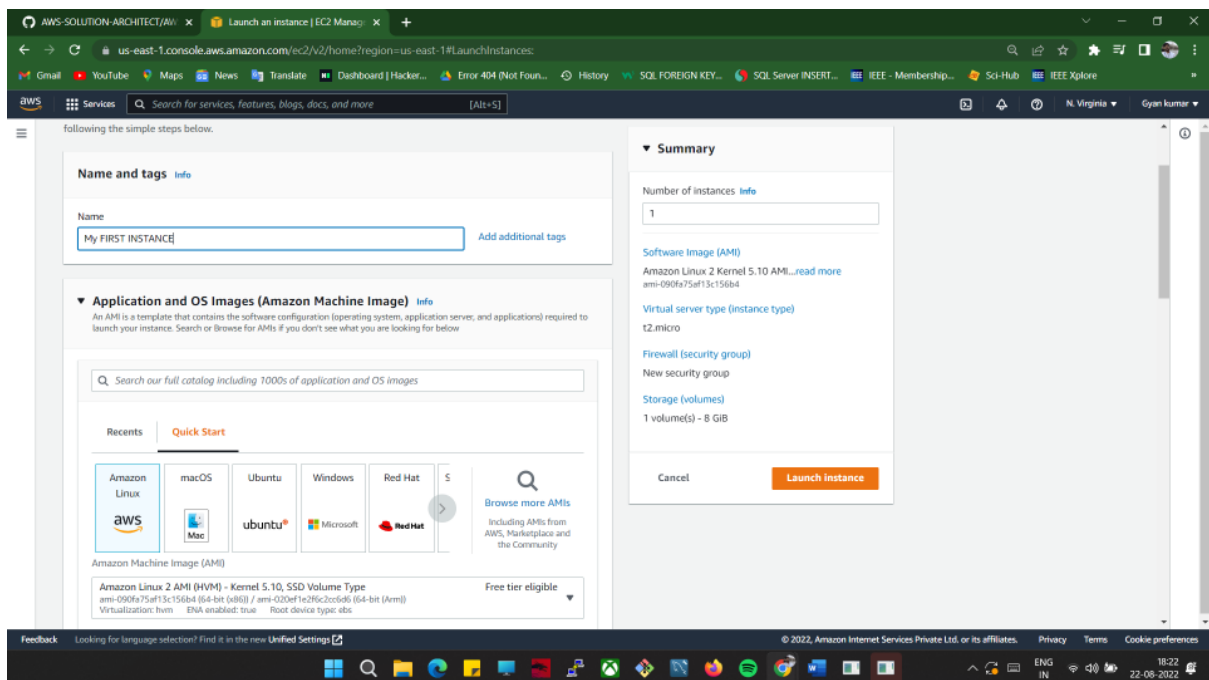 AWS-SOLUTION-ARCHITECT/AW
Launch an instance | EC2 Manag
us-east-1.console.aws.amazon.com/ec2/v2/home?region=us-east-1#LaunchInstances:
Gmail YouTube Maps News Translate Dashboard | Hacker... Error 404 (Not Foun... History SQL FOREIGN KEY... SQL Server INSERT... IEEE - Membership... Sci-Hub IEEE Xplore »
aws Services Search for services, features, blogs, docs, and more [Alt+S] N. Virginia Gyan kumar
following the simple steps below.
Name and tags Info
Name
My FIRST INSTANCE
Add additional tags
Application and OS Images (Amazon Machine Image) Info
An AMI is a template that contains the software configuration (operating system, application server, and applications) required to
launch your instance. Search or Browse for AMIs if you don't see what you are looking for below
Search our full catalog including 1000s of application and OS images
Recents Quick Start
Amazon
Linux
aws
macOS
Mac
Ubuntu
ubuntu
Windows
Microsoft
Red Hat
Red Hat
S
Browse more AMIs
Including AMIs from
AWS, Marketplace and
the Community
Amazon Machine Image (AMI)
Amazon Linux 2 AMI (HVM) - Kernel 5.10, SSD Volume Type
Free tier eligible
ami-090fa75af13c156b4 (64-bit (x86)) / ami-020ef1e2f6c2cc6d6 (64-bit (Arm))
Virtualization: hvm ENA enabled: true Root device type: ebs
Summary
Number of instances Info
1
Software Image (AMI)
Amazon Linux 2 Kernel 5.10 AMI...read more
ami-090fa75af13c156b4
Virtual server type (instance type)
t2.micro
Firewall (security group)
New security group
Storage (volumes)
1 volume(s) - 8 GiB
Cancel Launch instance
Feedback Looking for language selection? Find it in the new Unified Settings © 2022, Amazon Internet Services Private Ltd. or its affiliates. Privacy Terms Cookie preferences
ENG
IN
18:22
22-08-2022